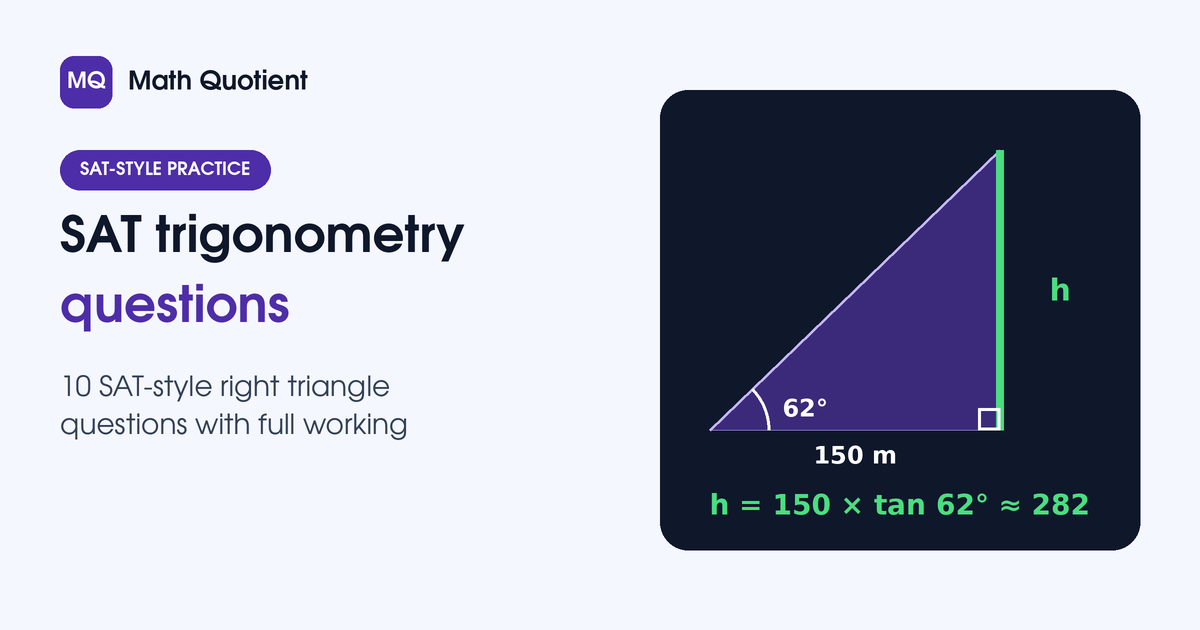 MQ Math Quotient
SAT-STYLE PRACTICE
SAT trigonometry
questions
10 SAT-style right triangle
questions with full working
h
62°
150 m
h = 150 × tan 62° ≈ 282